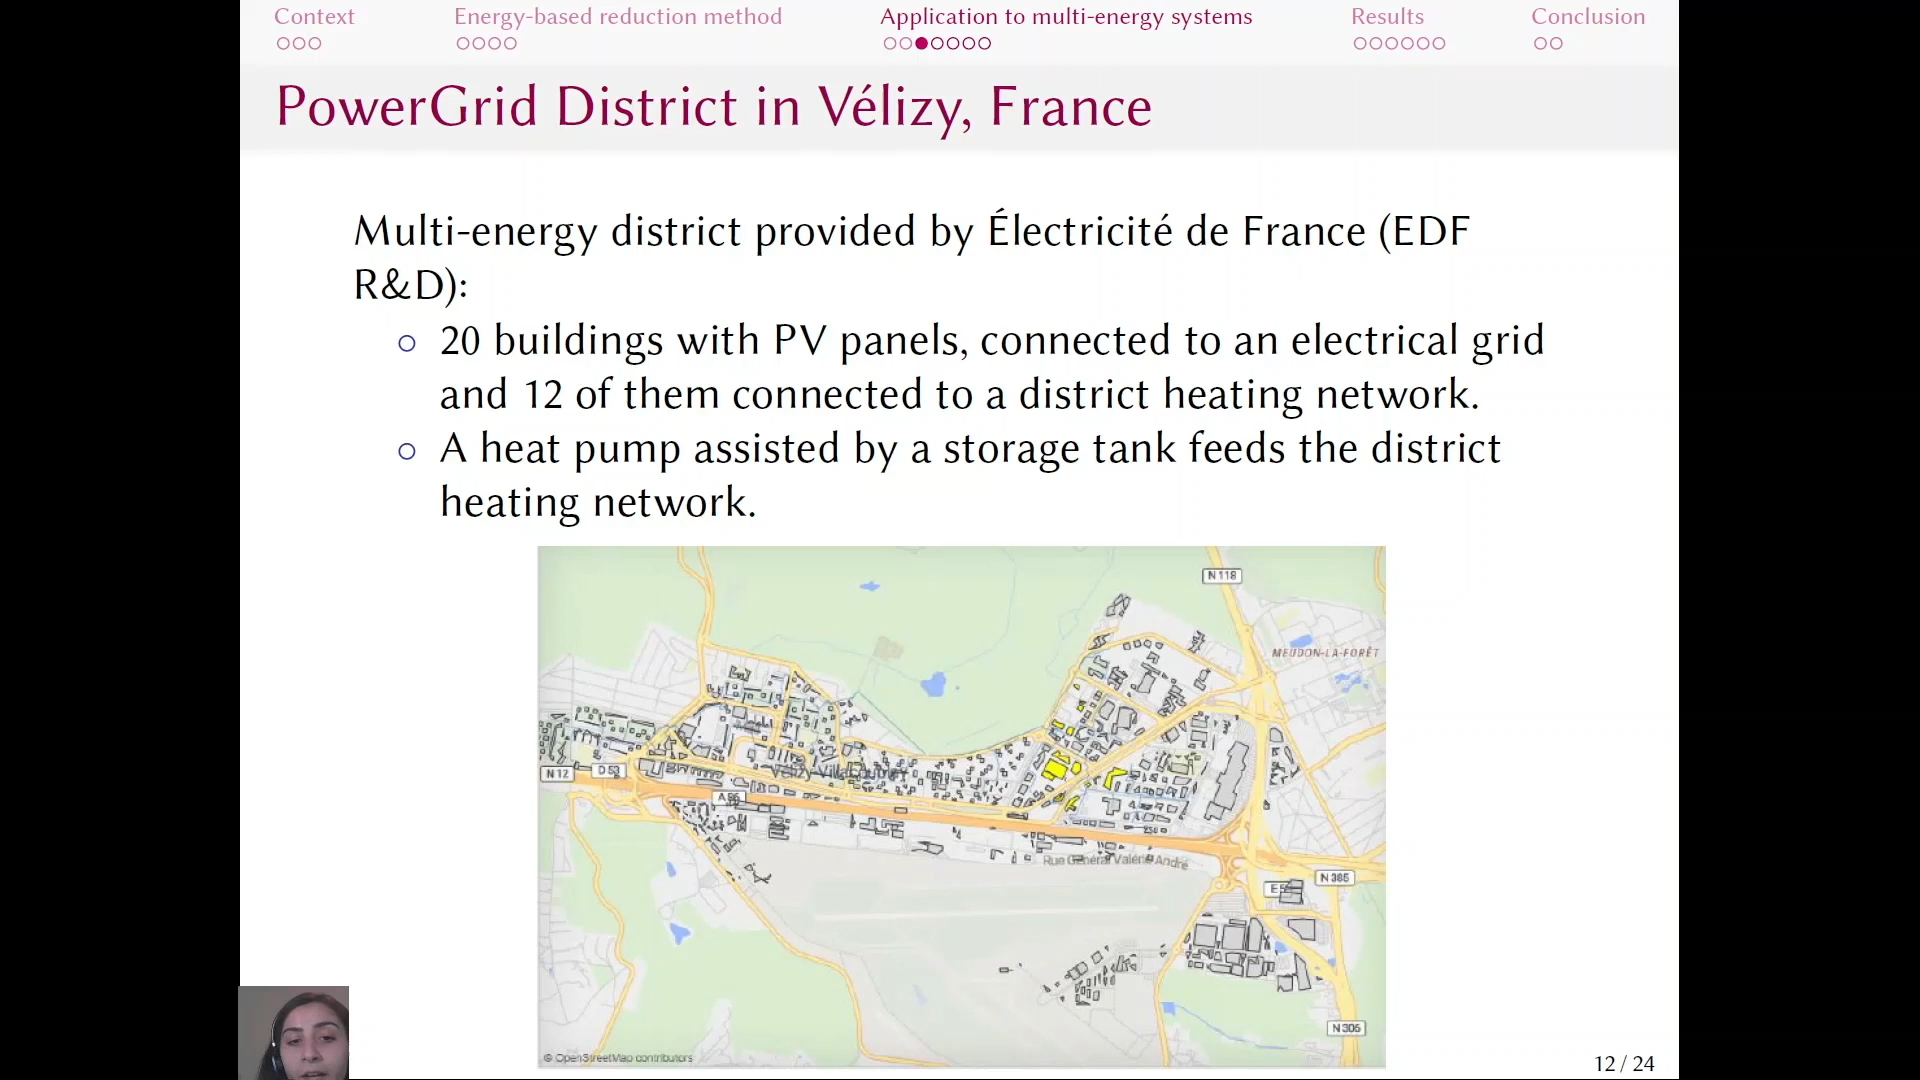 Context
Energy-based reduction method
Application to multi-energy systems
Results
Conclusion
PowerGrid District in Vélizy, France
Multi-energy district provided by Électricité de France (EDF
R&D):
20 buildings with PV panels, connected to an electrical grid
and 12 of them connected to a district heating network.
A heat pump assisted by a storage tank feeds the district
heating network.
N 118
MEUDON-LA-FORÊT
N 12
D 53
A 86
Rue Général Valérie André
N 385
N 305
© OpenStreetMap contributors
12 / 24